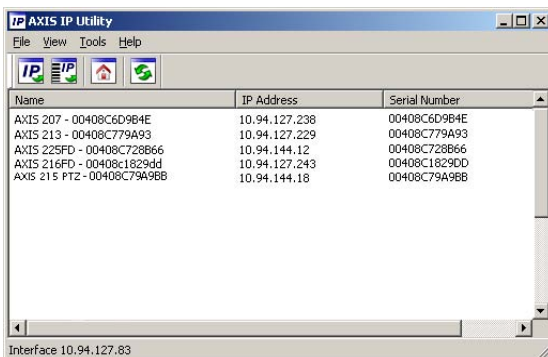 IP AXIS IP Utility
File View Tools Help
IP IP
Name IP Address Serial Number
AXIS 207 - 00408C6D9B4E 10.94.127.238 00408C6D9B4E
AXIS 213 - 00408C779A93 10.94.127.229 00408C779A93
AXIS 225FD - 00408C728B66 10.94.144.12 00408C728B66
AXIS 216FD - 00408c1829dd 10.94.127.243 00408C1829DD
AXIS 215 PTZ - 00408C79A9BB 10.94.144.18 00408C79A9BB
Interface 10.94.127.83